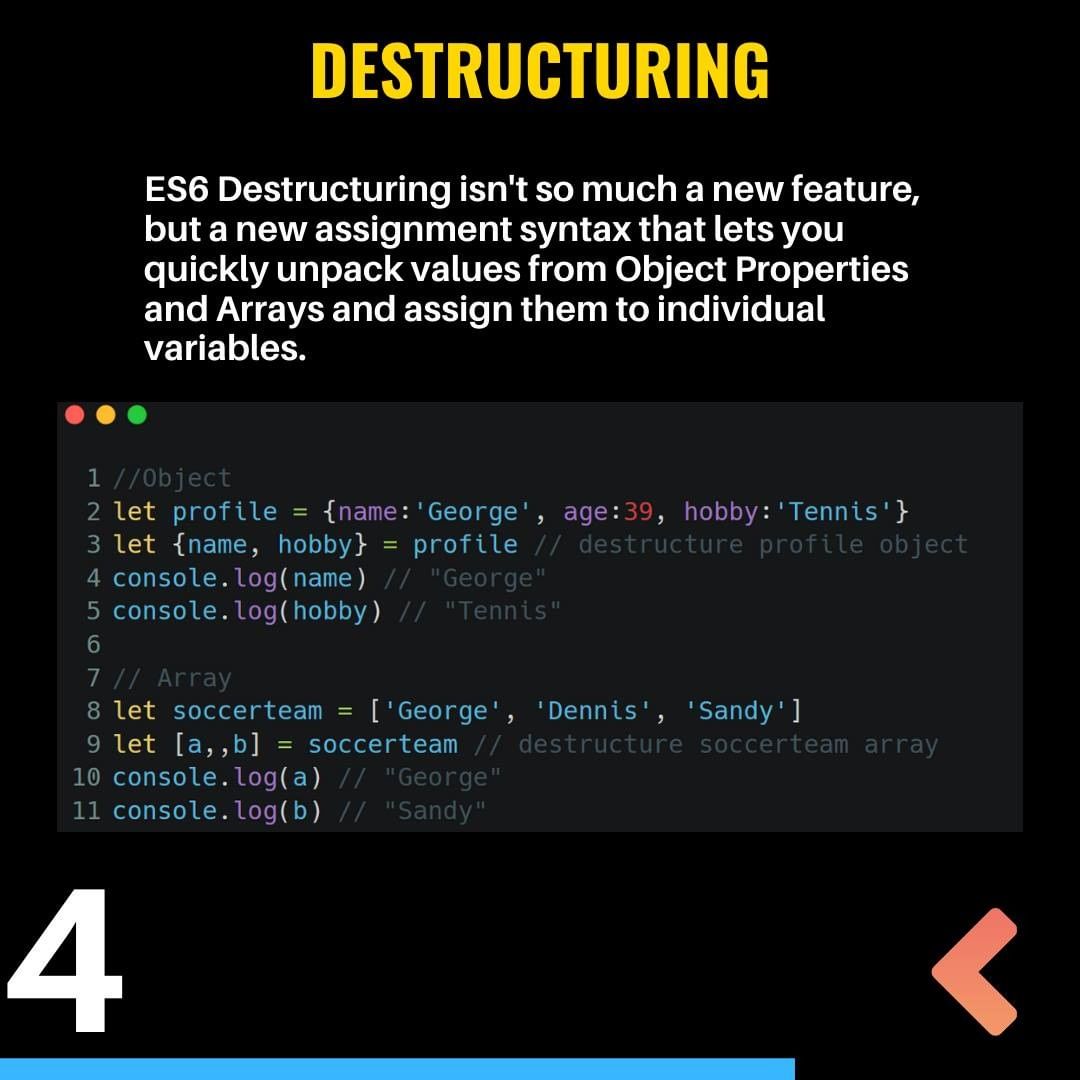 DESTRUCTURING
ES6 Destructuring isn't so much a new feature,
but a new assignment syntax that lets you
quickly unpack values from Object Properties
and Arrays and assign them to individual
variables.
1 //Object
2 let profile = {name:'George', age:39, hobby:'Tennis'}
3 let {name, hobby} = profile // destructure profile object
4 console.log(name) // "George"
5 console.log(hobby) // "Tennis"
6
7 // Array
8 let soccerteam = ['George', 'Dennis', 'Sandy']
9 let [a,,b] = soccerteam // destructure soccerteam array
10 console.log(a) // "George"
11 console.log(b) // "Sandy"
4